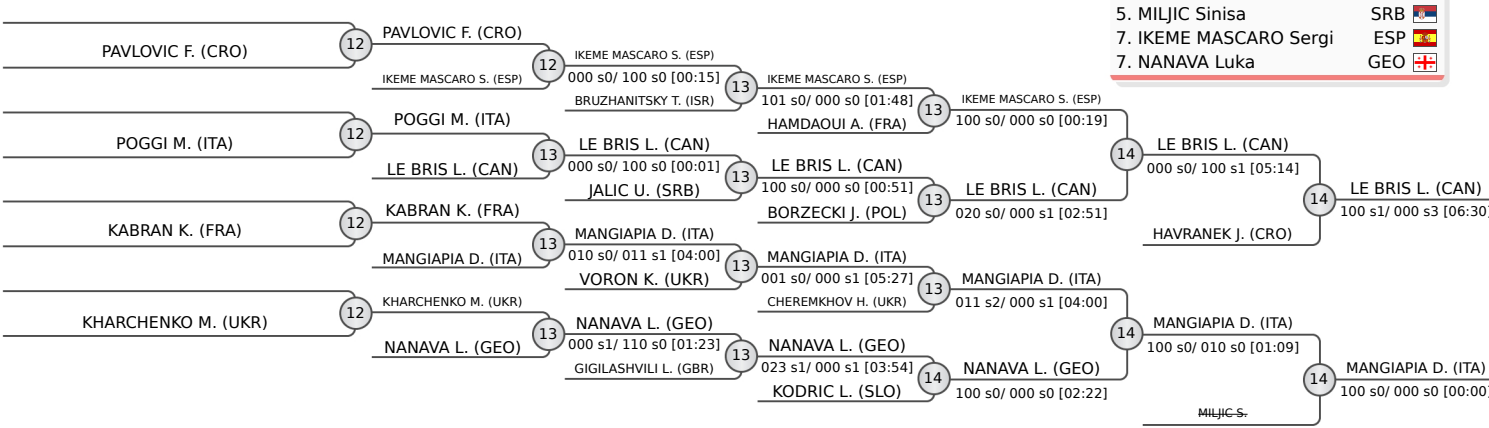 5. MILJIC Sinisa SRB
7. IKEME MASCARO Sergi ESP
7. NANAVA Luka GEO
PAVLOVIC F. (CRO)
12
POGGI M. (ITA)
12
KABRAN K. (FRA)
12
KHARCHENKO M. (UKR)
12
PAVLOVIC F. (CRO)
12
IKEME MASCARO S. (ESP)
POGGI M. (ITA)
13
LE BRIS L. (CAN)
KABRAN K. (FRA)
13
MANGIAPIA D. (ITA)
KHARCHENKO M. (UKR)
13
NANAVA L. (GEO)
IKEME MASCARO S. (ESP)
000 s0/ 100 s0 [00:15]
13
BRUZHANITSKY T. (ISR)
LE BRIS L. (CAN)
000 s0/ 100 s0 [00:01]
13
JALIC U. (SRB)
MANGIAPIA D. (ITA)
010 s0/ 011 s1 [04:00]
13
VORON K. (UKR)
NANAVA L. (GEO)
000 s1/ 110 s0 [01:23]
13
GIGILASHVILI L. (GBR)
IKEME MASCARO S. (ESP)
101 s0/ 000 s0 [01:48]
13
HAMDAOUI A. (FRA)
LE BRIS L. (CAN)
100 s0/ 000 s0 [00:51]
13
BORZECKI J. (POL)
MANGIAPIA D. (ITA)
001 s0/ 000 s1 [05:27]
13
CHEREMKHOV H. (UKR)
NANAVA L. (GEO)
023 s1/ 000 s1 [03:54]
14
KODRIC L. (SLO)
IKEME MASCARO S. (ESP)
100 s0/ 000 s0 [00:19]
14
LE BRIS L. (CAN)
020 s0/ 000 s1 [02:51]
MANGIAPIA D. (ITA)
011 s2/ 000 s1 [04:00]
14
NANAVA L. (GEO)
100 s0/ 000 s0 [02:22]
LE BRIS L. (CAN)
000 s0/ 100 s1 [05:14]
14
HAVRANEK J. (CRO)
MANGIAPIA D. (ITA)
100 s0/ 010 s0 [01:09]
14
MILJIC S.
LE BRIS L. (CAN)
100 s1/ 000 s3 [06:30]
MANGIAPIA D. (ITA)
100 s0/ 000 s0 [00:00]